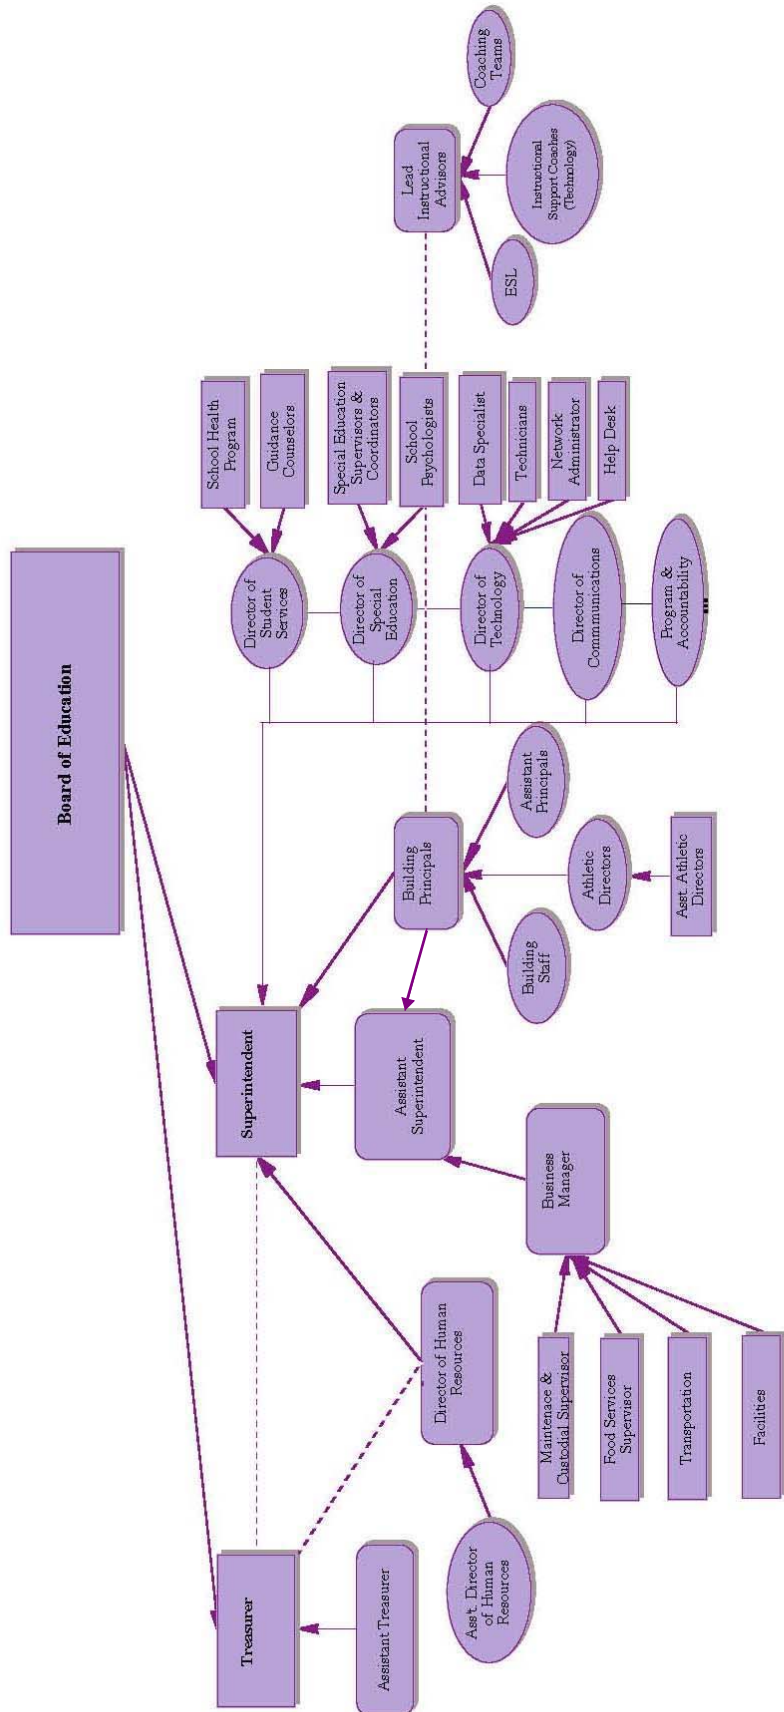 Board of Education
Treasurer
Superintendent
Assistant Treasurer
Director of Human
Resources
Asst. Director
of Human
Resources
Assistant
Superintendent
Business
Manager
Maintenace &
Custodial Supervisor
Food Services
Supervisor
Transportation
Facilities
Building
Principals
Building
Staff
Athletic
Directors
Assistant
Principals
Asst. Athletic
Directors
Director of
Student
Services
Director of
Special
Education
Director of
Technology
Director of
Commmunications
Program &
Accountability
School Health
Program
Guidance
Counselors
Special Education
Supervisors &
Coordinators
School
Psychologists
Data Specialist
Technicians
Network
Administrator
Help Desk
Lead
Instructional
Advisors
ESL
Instructional
Support Coaches
(Technology)
Coaching
Teams